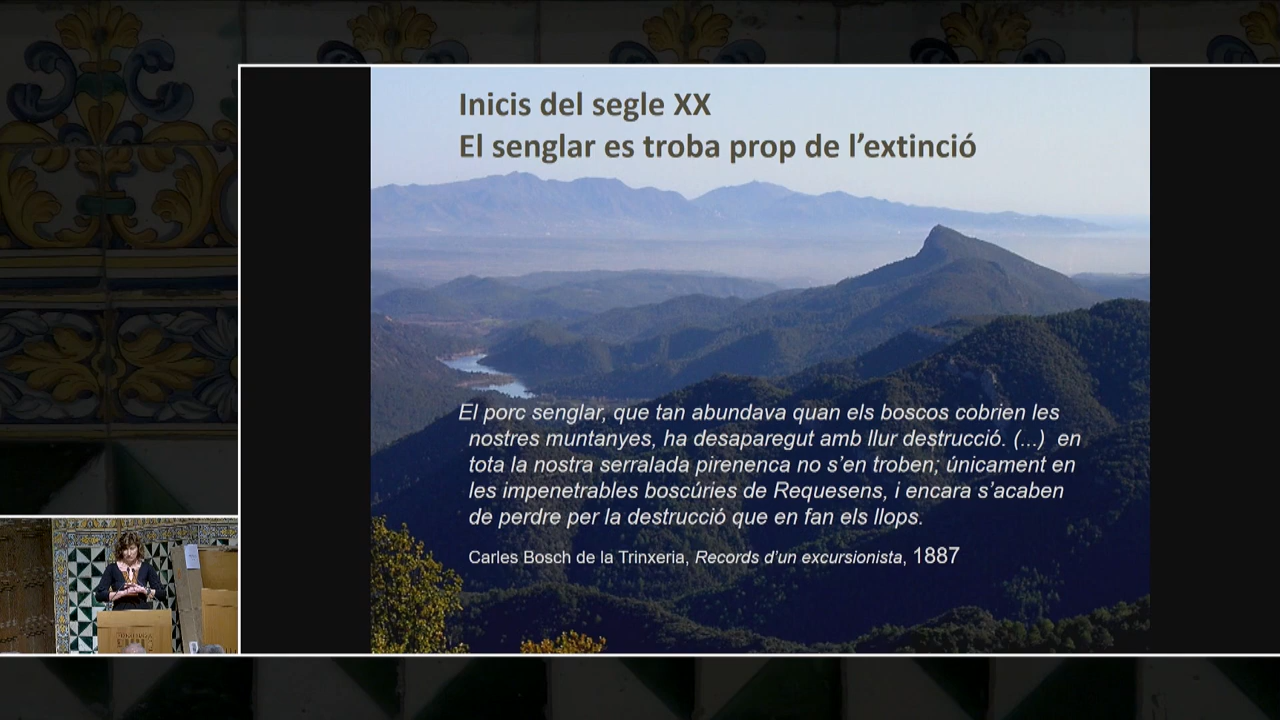 Inicis del segle XX
El senglar es troba prop de l’extinció
El porc senglar, que tan abundava quan els boscos cobrien les
nostres muntanyes, ha desaparegut amb llur destrucció. (...) en
tota la nostra serralada pirenenca no s’en troben; únicament en
les impenetrables boscúries de Requesens, i encara s’acaben
de perdre per la destrucció que en fan els llops.
Carles Bosch de la Trinxeria, Records d’un excursionista, 1887